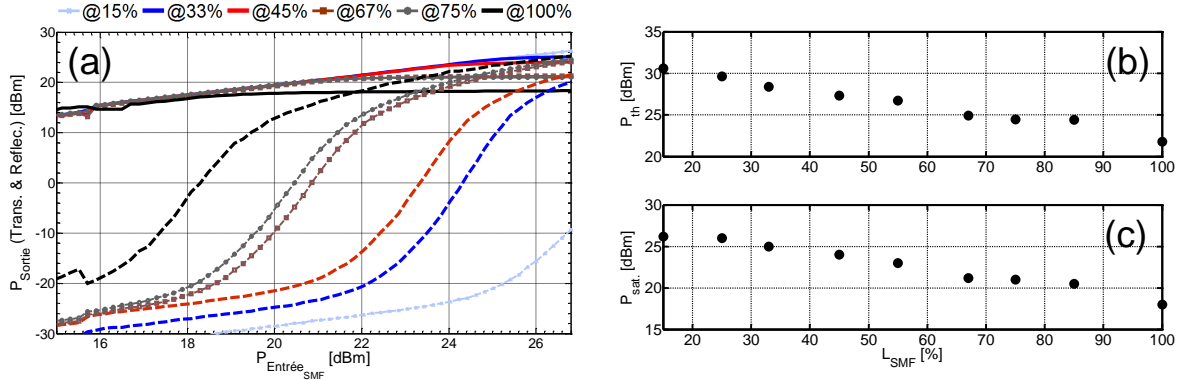 @15% @33% @45% @67% @75% @100%
(a)
P_Sortie (Trans. & Reflec.) [dBm]
30
20
10
0
-10
-20
-30
16 18 20 22 24 26
P_Entrée_SMF [dBm]
(b)
P_th [dBm]
35
30
25
20
20 30 40 50 60 70 80 90 100
(c)
P_sat. [dBm]
30
25
20
15
20 30 40 50 60 70 80 90 100
L_SMF [%]